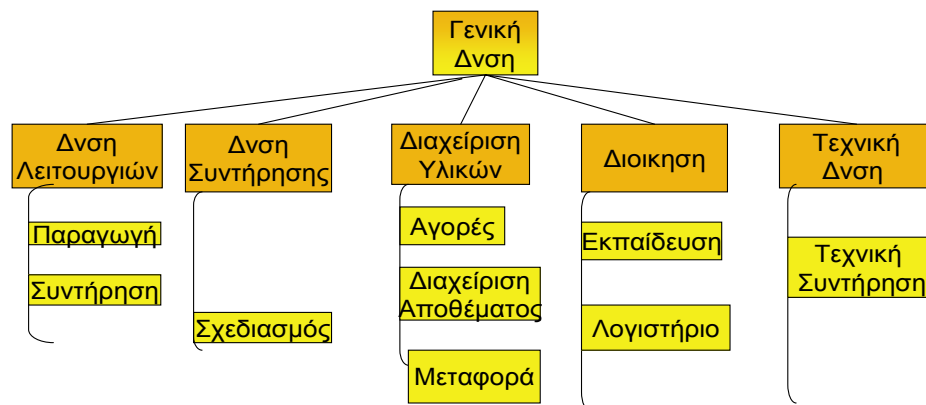 Γενική
Δνση
Δνση
Λειτουργιών
Δνση
Συντήρησης
Διαχείριση
Υλικών
Διοικηση
Τεχνική
Δνση
Παραγωγή
Συντήρηση
Σχεδιασμός
Αγορές
Διαχείριση
Αποθέματος
Μεταφορά
Εκπαίδευση
Λογιστήριο
Τεχνική
Συντήρηση